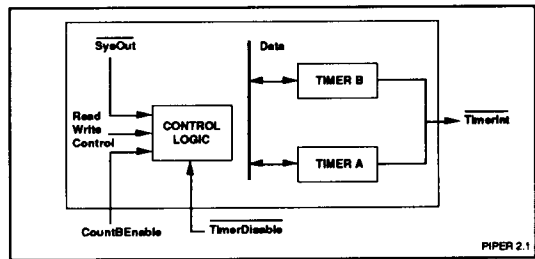 SysOut
Data
TIMER B
Read
Write
Control
CONTROL
LOGIC
TimerInt
TIMER A
CountBEnable
TimerDisable
PIPER 2.1